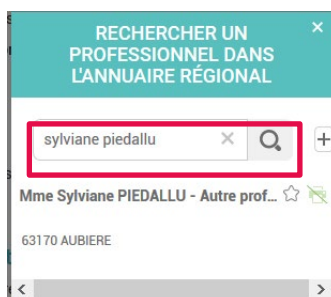 RECHERCHER UN
PROFESSIONNEL DANS
L'ANNUAIRE RÉGIONAL
sylviane piedallu
Mme Sylviane PIEDALLU - Autre prof...
63170 AUBIERE